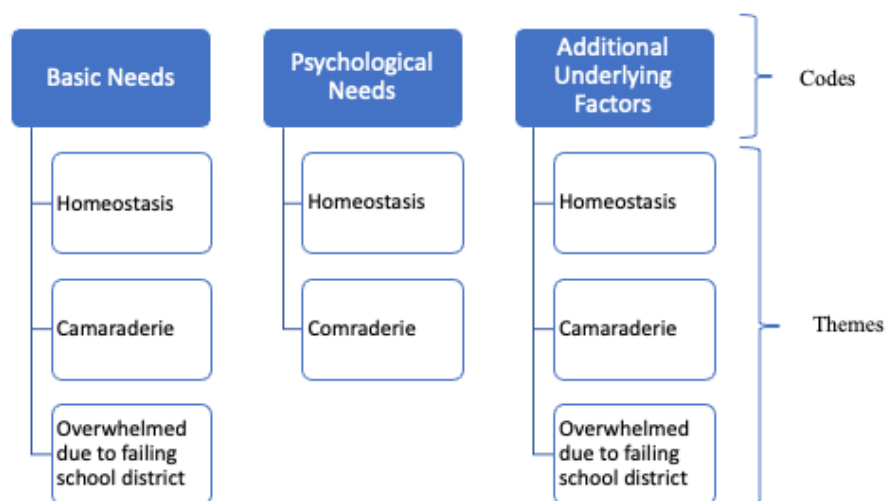 Basic Needs
Psychological
Needs
Additional
Underlying
Factors
Codes
Homeostasis
Homeostasis
Homeostasis
Camaraderie
Comraderie
Camaraderie
Themes
Overwhelmed
due to failing
school district
Overwhelmed
due to failing
school district